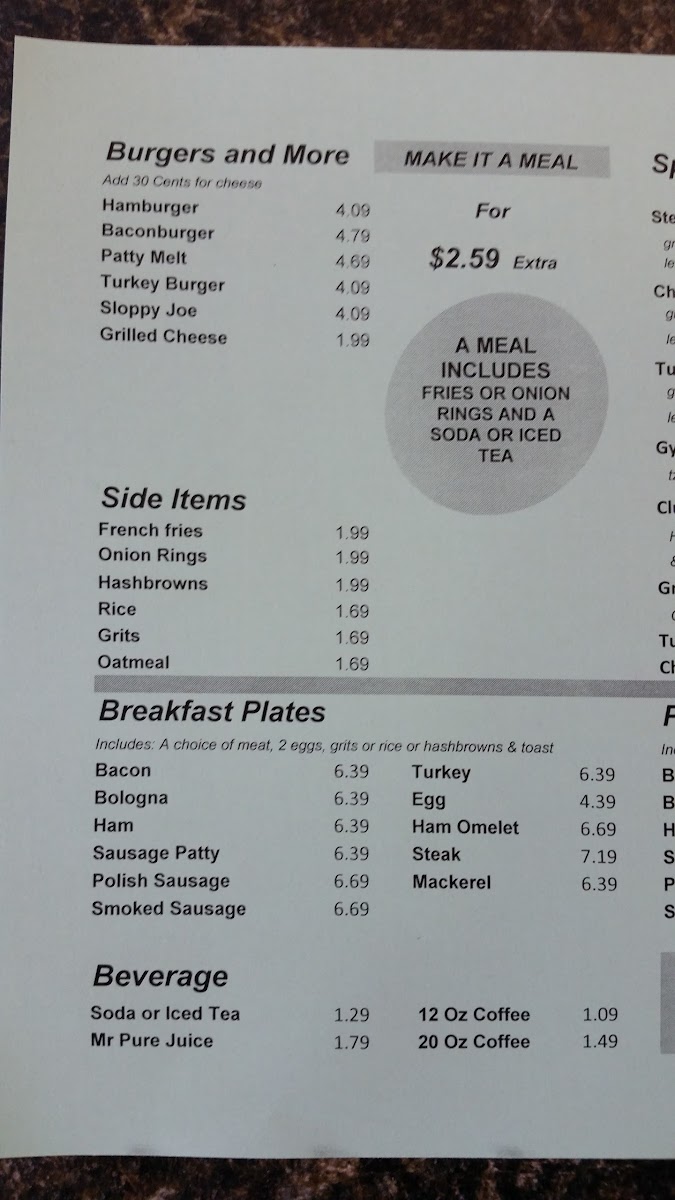 Burgers and More
Add 30 Cents for cheese
Hamburger 4.09
Baconburger 4.79
Patty Melt 4.69
Turkey Burger 4.09
Sloppy Joe 4.09
Grilled Cheese 1.99
MAKE IT A MEAL
For
$2.59 Extra
A MEAL
INCLUDES
FRIES OR ONION
RINGS AND A
SODA OR ICED
TEA
Side Items
French fries 1.99
Onion Rings 1.99
Hashbrowns 1.99
Rice 1.69
Grits 1.69
Oatmeal 1.69
Breakfast Plates
Includes: A choice of meat, 2 eggs, grits or rice or hashbrowns & toast
Bacon 6.39
Bologna 6.39
Ham 6.39
Sausage Patty 6.39
Polish Sausage 6.69
Smoked Sausage 6.69
Turkey 6.39
Egg 4.39
Ham Omelet 6.69
Steak 7.19
Mackerel 6.39
Beverage
Soda or Iced Tea 1.29
Mr Pure Juice 1.79
12 Oz Coffee 1.09
20 Oz Coffee 1.49